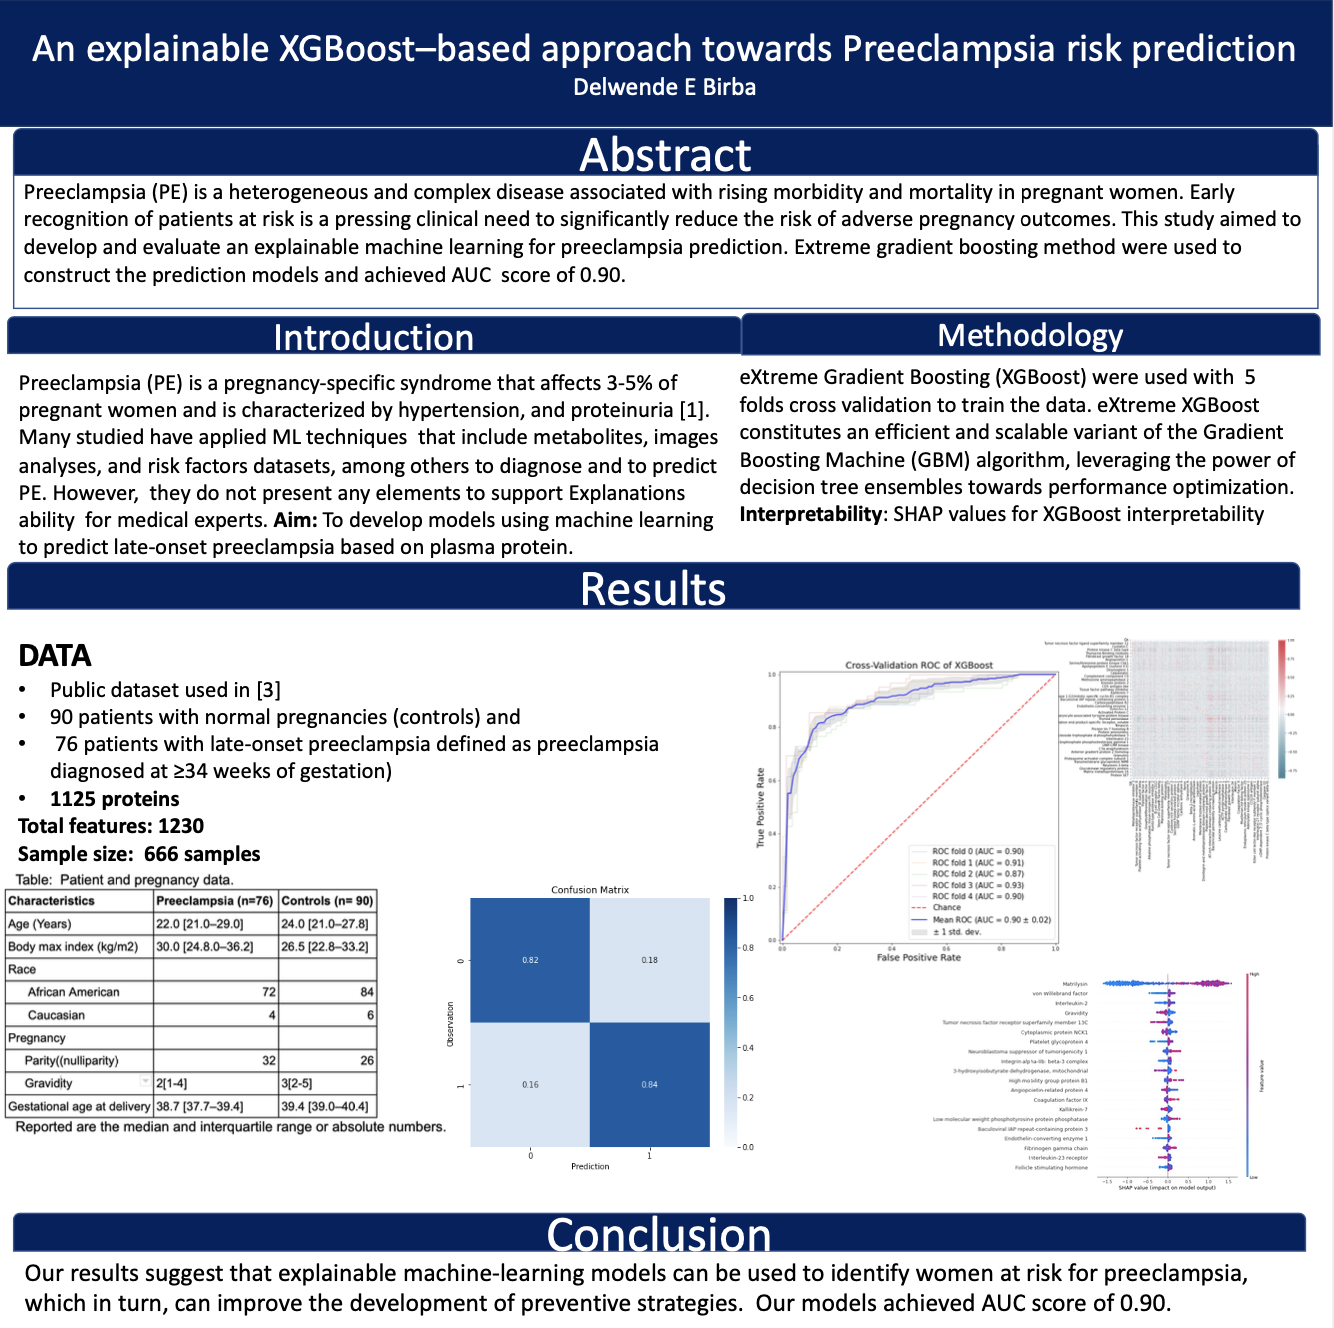 An explainable XGBoost–based approach towards Preeclampsia risk prediction
Delwende E Birba
Abstract
Preeclampsia (PE) is a heterogeneous and complex disease associated with rising morbidity and mortality in pregnant women. Early
recognition of patients at risk is a pressing clinical need to significantly reduce the risk of adverse pregnancy outcomes. This study aimed to
develop and evaluate an explainable machine learning for preeclampsia prediction. Extreme gradient boosting method were used to
construct the prediction models and achieved AUC score of 0.90.
Introduction
Preeclampsia (PE) is a pregnancy-specific syndrome that affects 3-5% of
pregnant women and is characterized by hypertension, and proteinuria [1].
Many studied have applied ML techniques that include metabolites, images
analyses, and risk factors datasets, among others to diagnose and to predict
PE. However, they do not present any elements to support Explanations
ability for medical experts. Aim: To develop models using machine learning
to predict late-onset preeclampsia based on plasma protein.
Methodology
eXtreme Gradient Boosting (XGBoost) were used with 5
folds cross validation to train the data. eXtreme XGBoost
constitutes an efficient and scalable variant of the Gradient
Boosting Machine (GBM) algorithm, leveraging the power of
decision tree ensembles towards performance optimization.
Interpretability: SHAP values for XGBoost interpretability
Results
DATA
• Public dataset used in [3]
• 90 patients with normal pregnancies (controls) and
• 76 patients with late-onset preeclampsia defined as preeclampsia
diagnosed at ≥34 weeks of gestation)
• 1125 proteins
Total features: 1230
Sample size: 666 samples
Table: Patient and pregnancy data.
Characteristics Preeclampsia (n=76) Controls (n= 90)
Age (Years) 22.0 [21.0–29.0] 24.0 [21.0–27.8]
Body max index (kg/m2) 30.0 [24.8.0–36.2] 26.5 [22.8–33.2]
Race
African American 72 84
Caucasian 4 6
Pregnancy
Parity((nulliparity) 32 26
Gravidity 2[1-4] 3[2-5]
Gestational age at delivery 38.7 [37.7–39.4] 39.4 [39.0–40.4]
Reported are the median and interquartile range or absolute numbers.
Confusion Matrix
0.82 0.18
0.16 0.84
Observation
0
1
0 1
Prediction
1.0
0.8
0.6
0.4
0.2
0.0
Cross-Validation ROC of XGBoost
True Positive Rate
1.0
0.8
0.6
0.4
0.2
0.0
ROC fold 0 (AUC = 0.90)
ROC fold 1 (AUC = 0.91)
ROC fold 2 (AUC = 0.87)
ROC fold 3 (AUC = 0.93)
ROC fold 4 (AUC = 0.90)
Chance
Mean ROC (AUC = 0.90 ± 0.02)
± 1 std. dev.
0.0 0.2 0.4 0.6 0.8 1.0
False Positive Rate
Matrilysin
von Willebrand factor
Interleukin-2
Gravidity
Tumor necrosis factor receptor superfamily member 13C
Cytoplasmic protein NCK1
Platelet glycoprotein 4
Neuroblastoma suppressor of tumorigenicity 1
Integrin alpha-IIb: beta-3 complex
3-hydroxyisobutyrate dehydrogenase, mitochondrial
High mobility group protein B1
Angiopoietin-related protein 4
Coagulation factor IX
Kallikrein-7
Low molecular weight phosphotyrosine protein phosphatase
Baculoviral IAP repeat-containing protein 3
Endothelin-converting enzyme 1
Fibrinogen gamma chain
Interleukin-23 receptor
Follicle stimulating hormone
−1.5 −1.0 −0.5 0.0 0.5 1.0 1.5
SHAP value (impact on model output)
High
Feature value
Low
Conclusion
Our results suggest that explainable machine-learning models can be used to identify women at risk for preeclampsia,
which in turn, can improve the development of preventive strategies. Our models achieved AUC score of 0.90.